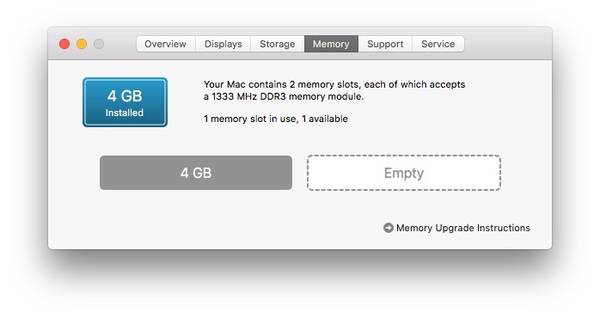 Overview Displays Storage Memory Support Service
4 GB
Installed
Your Mac contains 2 memory slots, each of which accepts
a 1333 MHz DDR3 memory module.
1 memory slot in use, 1 available
4 GB Empty
Memory Upgrade Instructions